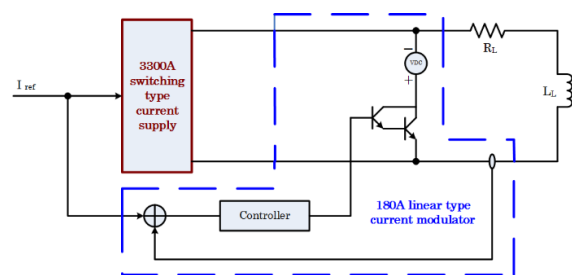 3300A
switching
type
current
supply
I ref
−
VDC
+
RL
LL
Controller
180A linear type
current modulator